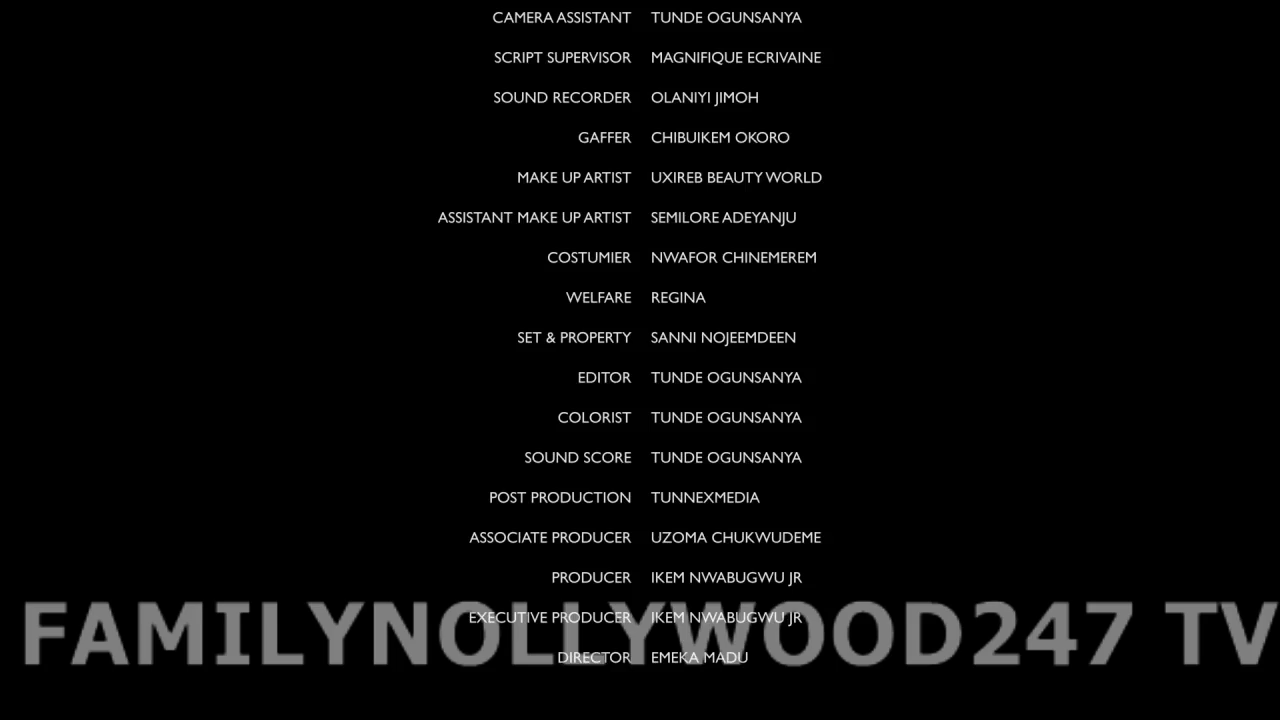 CAMERA ASSISTANT TUNDE OGUNSANYA
SCRIPT SUPERVISOR MAGNIFIQUE ECRIVAINE
SOUND RECORDER OLANIYI JIMOH
GAFFER CHIBUIKEM OKORO
MAKE UP ARTIST UXIREB BEAUTY WORLD
ASSISTANT MAKE UP ARTIST SEMILORE ADEYANJU
COSTUMIER NWAFOR CHINEMEREM
WELFARE REGINA
SET & PROPERTY SANNI NOJEEMDEEN
EDITOR TUNDE OGUNSANYA
COLORIST TUNDE OGUNSANYA
SOUND SCORE TUNDE OGUNSANYA
POST PRODUCTION TUNNEXMEDIA
ASSOCIATE PRODUCER UZOMA CHUKWUDEME
PRODUCER IKEM NWABUGWU JR
EXECUTIVE PRODUCER IKEM NWABUGWU JR
FAMILYNOLLYWOOD247 TV
DIRECTOR EMEKA MADU